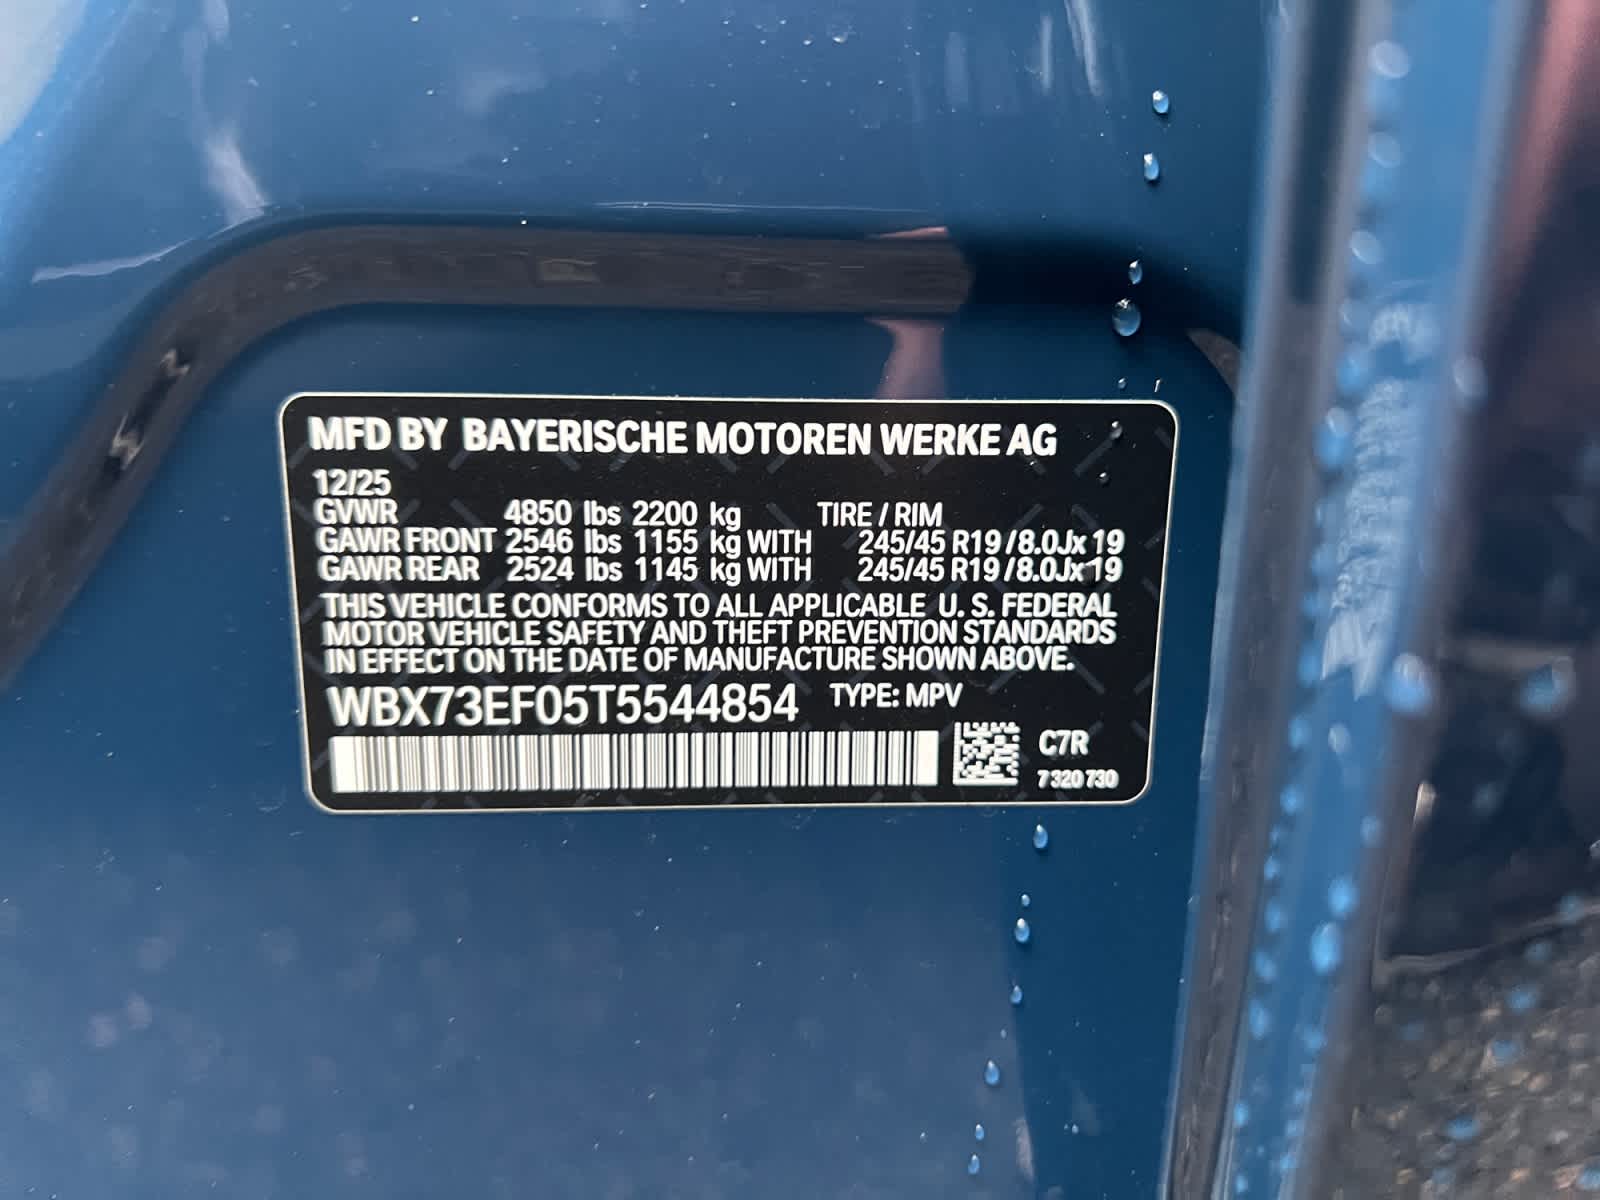 MFD BY BAYERISCHE MOTOREN WERKE AG
12/25
GVWR 4850 lbs 2200 kg TIRE / RIM
GAWR FRONT 2546 lbs 1155 kg WITH 245/45 R19 / 8.0Jx 19
GAWR REAR 2524 lbs 1145 kg WITH 245/45 R19 / 8.0Jx 19
THIS VEHICLE CONFORMS TO ALL APPLICABLE U. S. FEDERAL
MOTOR VEHICLE SAFETY AND THEFT PREVENTION STANDARDS
IN EFFECT ON THE DATE OF MANUFACTURE SHOWN ABOVE.
WBX73EF05T5544854 TYPE: MPV
C7R
7 320 730